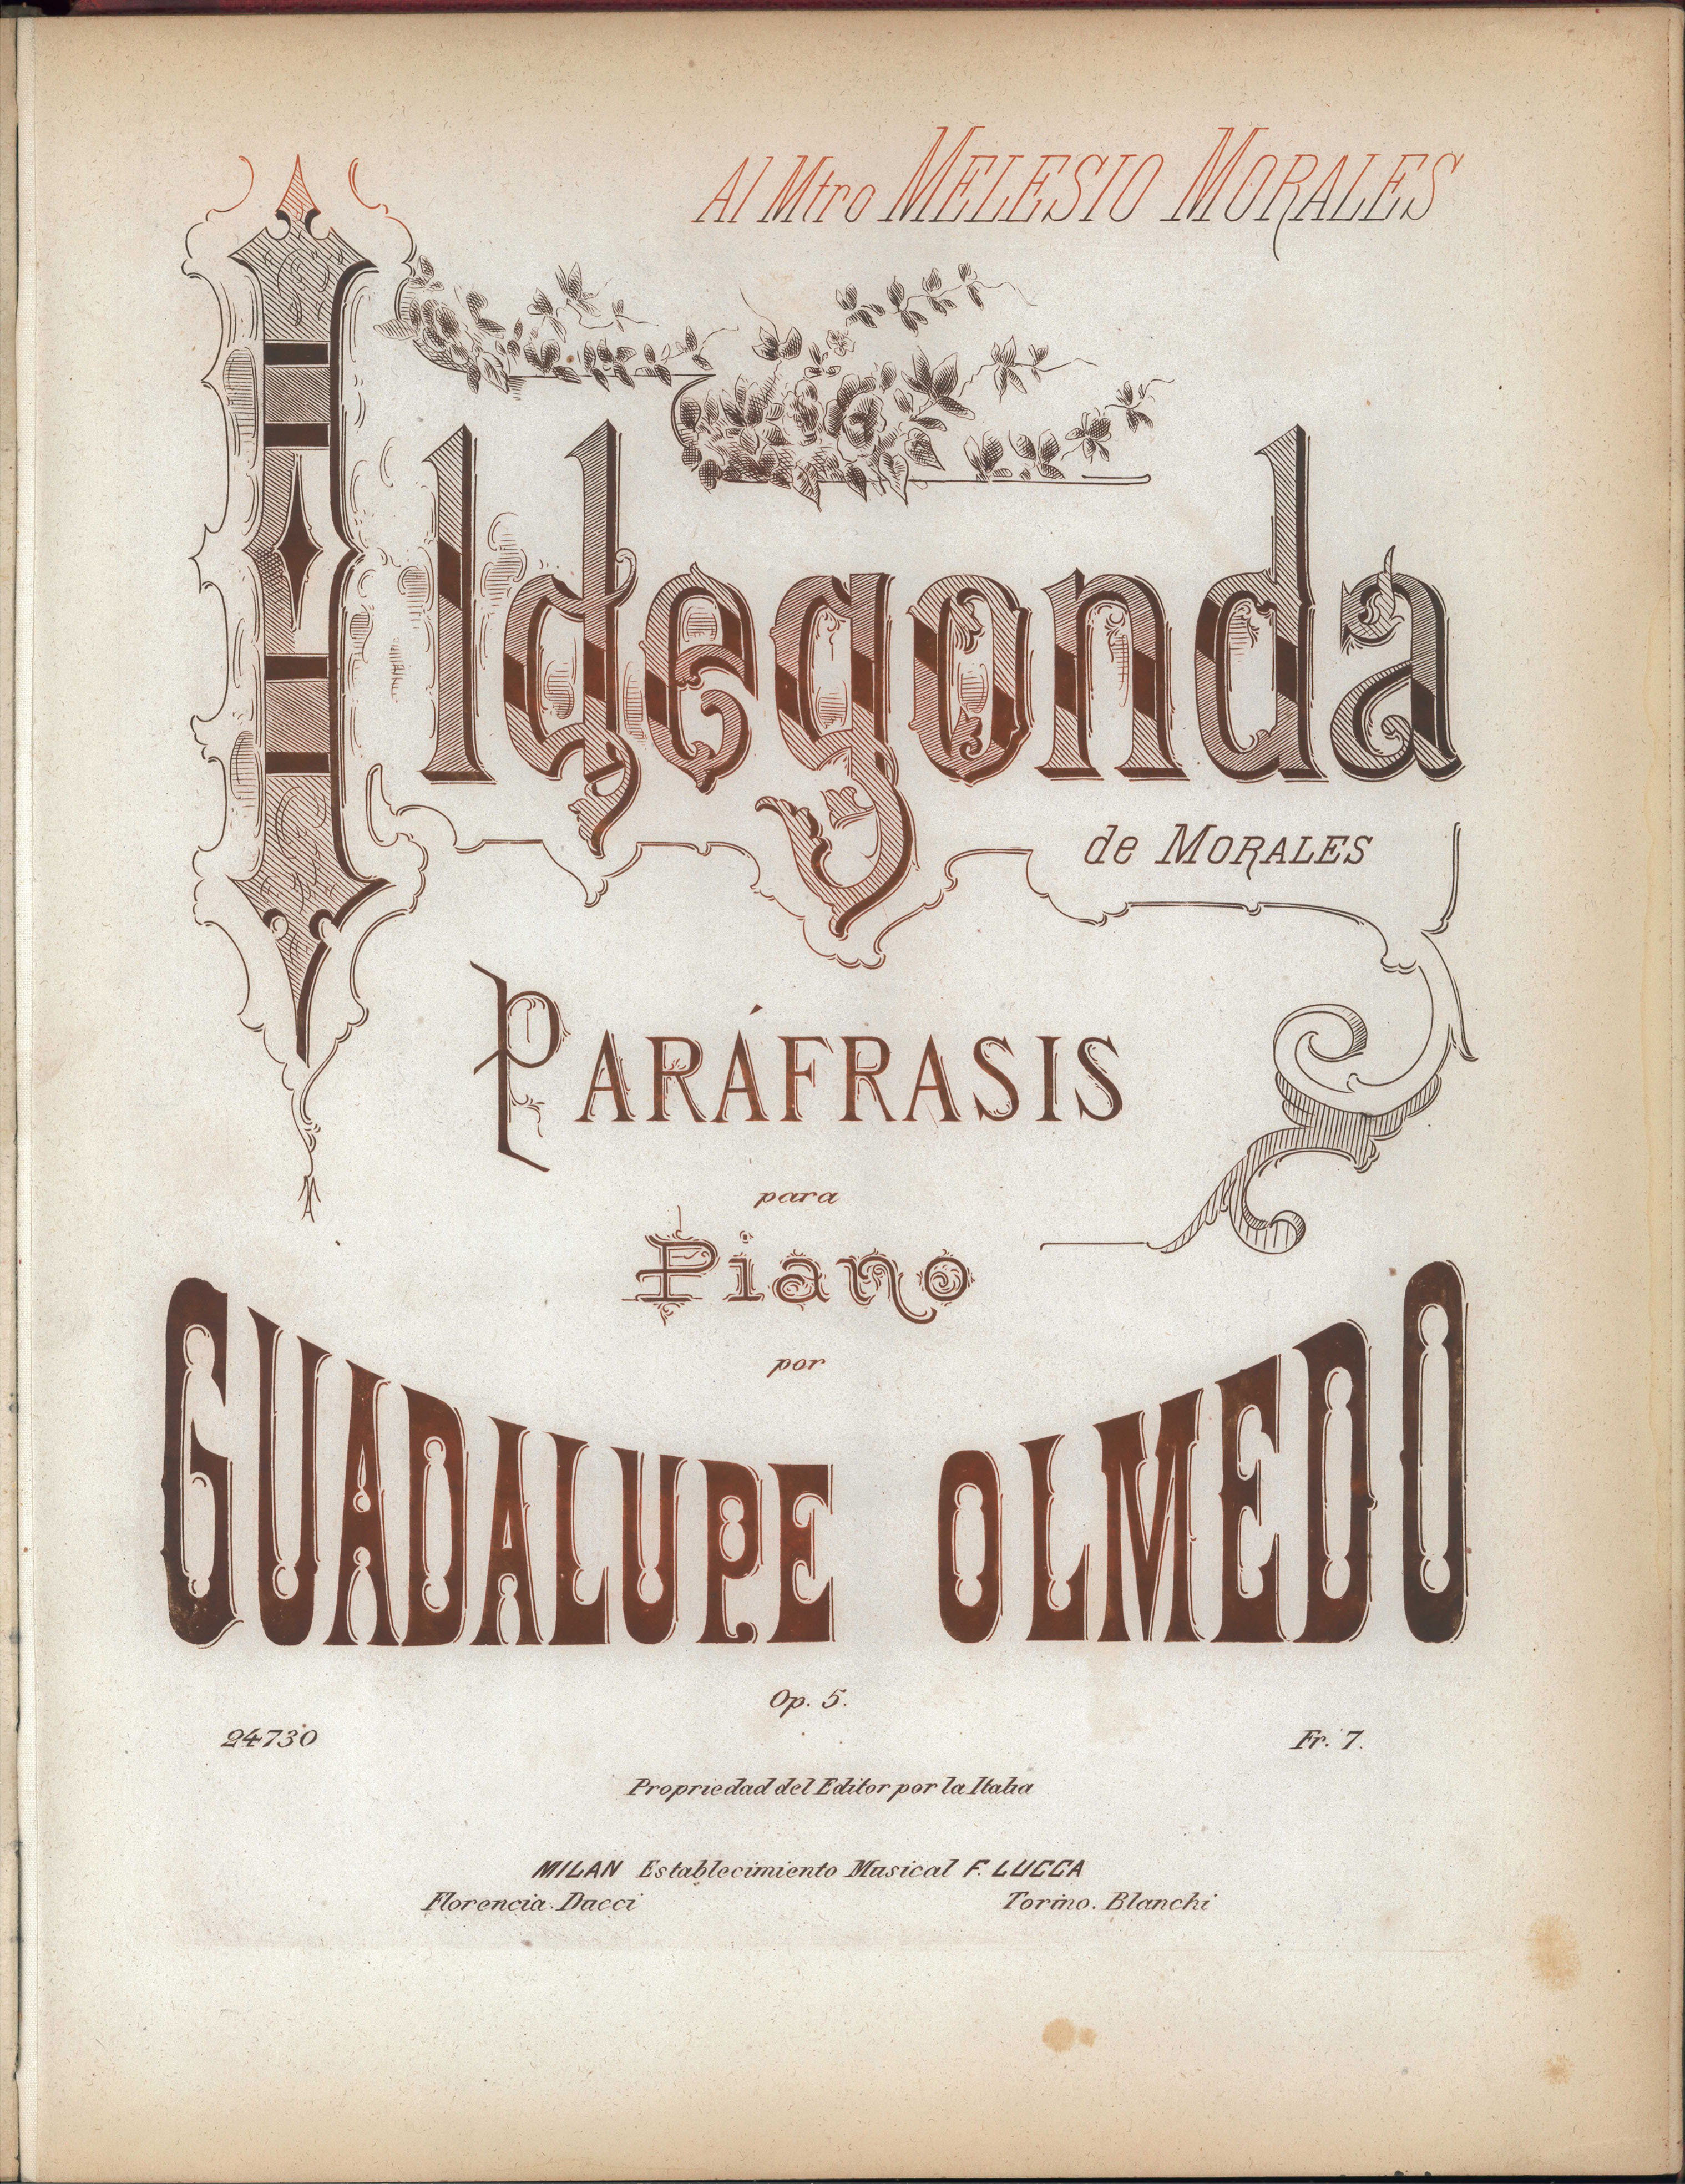 Al Mtro MELESIO MORALES
Ildegonda
de MORALES
PARÁFRASIS
para
Piano
por
GUADALUPE OLMEDO
Op. 5.
24730
Fr. 7.
Propriedad del Editor por la Italia
MILAN Establecimiento Musical F. LUCCA
Florencia. Ducci
Torino. Blanchi